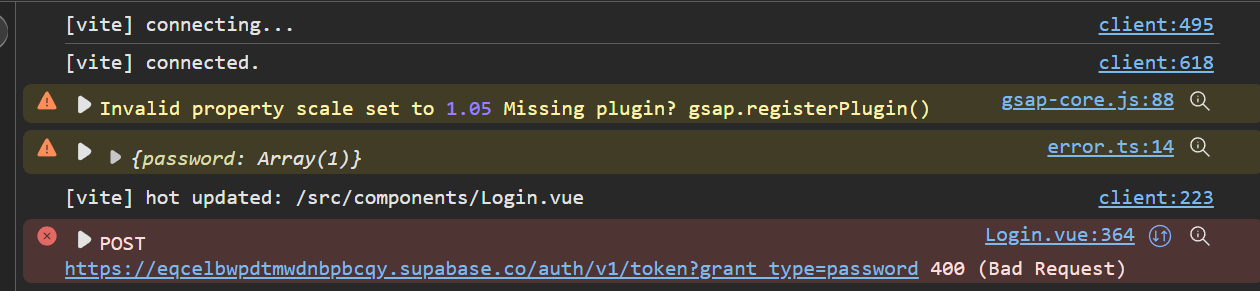 [vite] connecting... client:495
[vite] connected. client:618
Invalid property scale set to 1.05 Missing plugin? gsap.registerPlugin() gsap-core.js:88
{password: Array(1)} error.ts:14
[vite] hot updated: /src/components/Login.vue client:223
POST Login.vue:364
https://eqcelbwpdtmwdnbpbcqy.supabase.co/auth/v1/token?grant_type=password 400 (Bad Request)